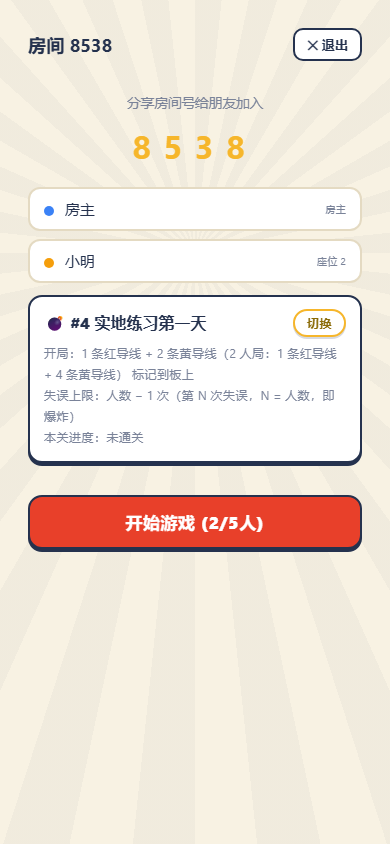 房间 8538
× 退出
分享房间号给朋友加入
8538
房主
房主
小明
座位 2
#4 实地练习第一天
切换
开局：1 条红导线 + 2 条黄导线（2 人局：1 条红导线
+ 4 条黄导线） 标记到板上
失误上限：人数 − 1 次（第 N 次失误，N = 人数，即
爆炸）
本关进度：未通关
开始游戏 (2/5人)